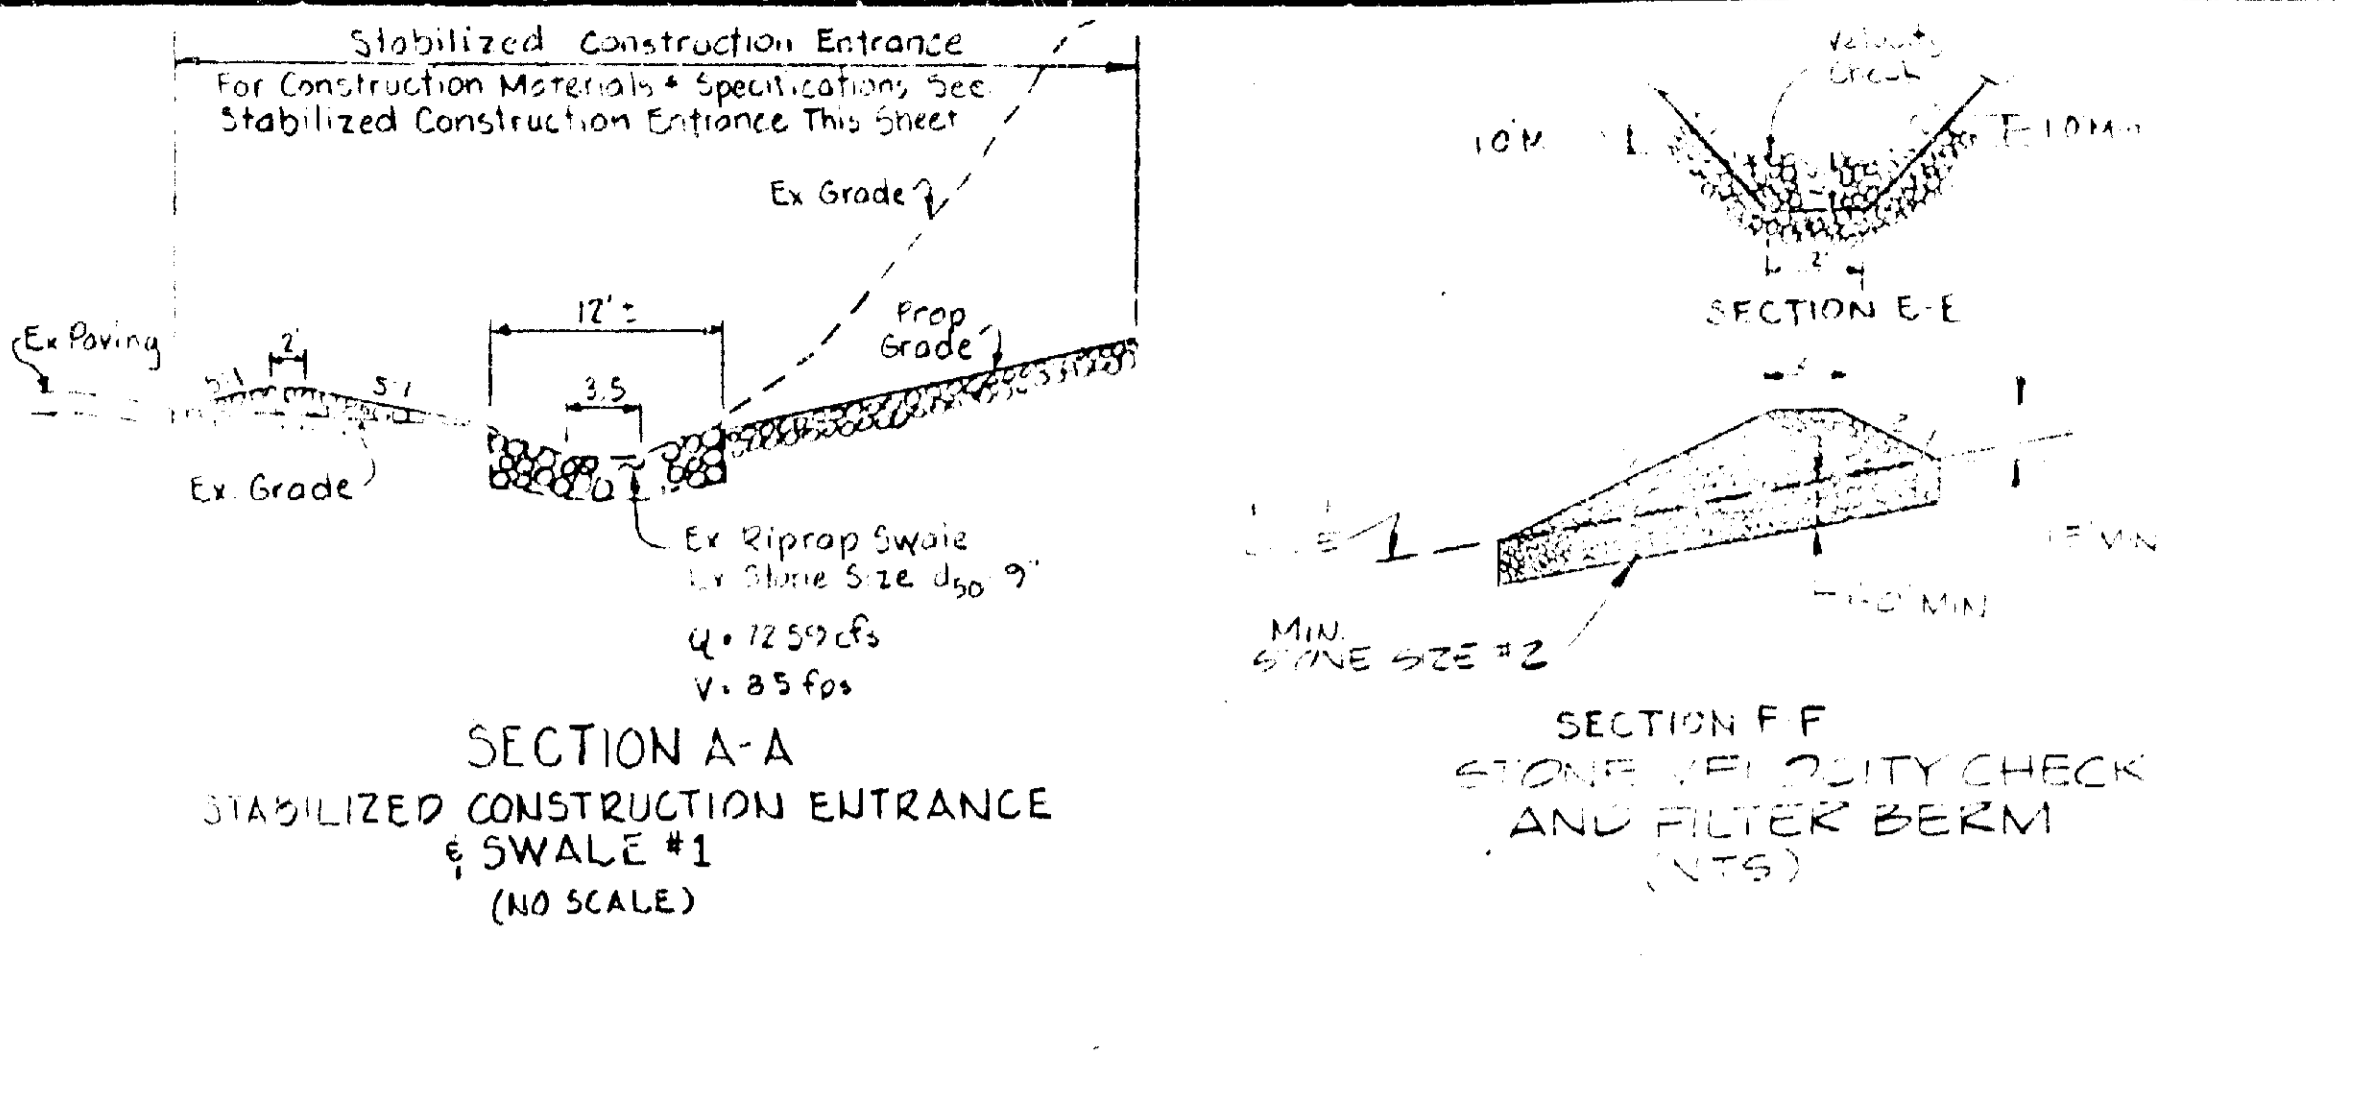 Stabilized Construction Entrance
For Construction Materials & Specifications See
Stabilized Construction Entrance This Sheet
Ex Grade
12' ±
Prop
Grade
Ex Paving
2'
5:1
5:1
3.5
Ex. Grade
Ex Riprap Swale
Ex Stone Size d50 9"
fps
SECTION A-A
STABILIZED CONSTRUCTION ENTRANCE
& SWALE #1
(NO SCALE)
Velocity
Check
2'
SECTION E-E
MIN
MIN.
STONE SIZE #2
SECTION F-F
STONE VELOCITY CHECK
AND FILTER BERM
(NTS)